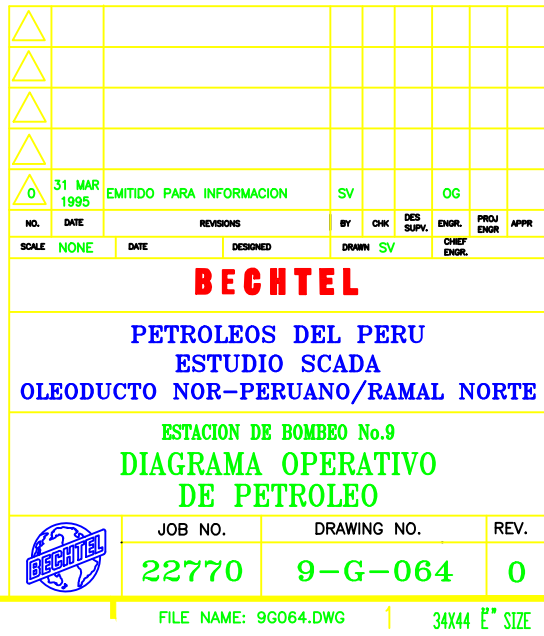 0 31 MAR 1995 EMITIDO PARA INFORMACION SV OG
NO. DATE REVISIONS BY CHK DES SUPV. ENGR. PROJ ENGR APPR
SCALE NONE DATE DESIGNED DRAWN SV CHIEF ENGR.
BECHTEL
PETROLEOS DEL PERU
ESTUDIO SCADA
OLEODUCTO NOR-PERUANO/RAMAL NORTE
ESTACION DE BOMBEO No.9
DIAGRAMA OPERATIVO
DE PETROLEO
BECHTEL
JOB NO. DRAWING NO. REV.
22770 9-G-064 0
FILE NAME: 9G064.DWG 1 34X44 E" SIZE